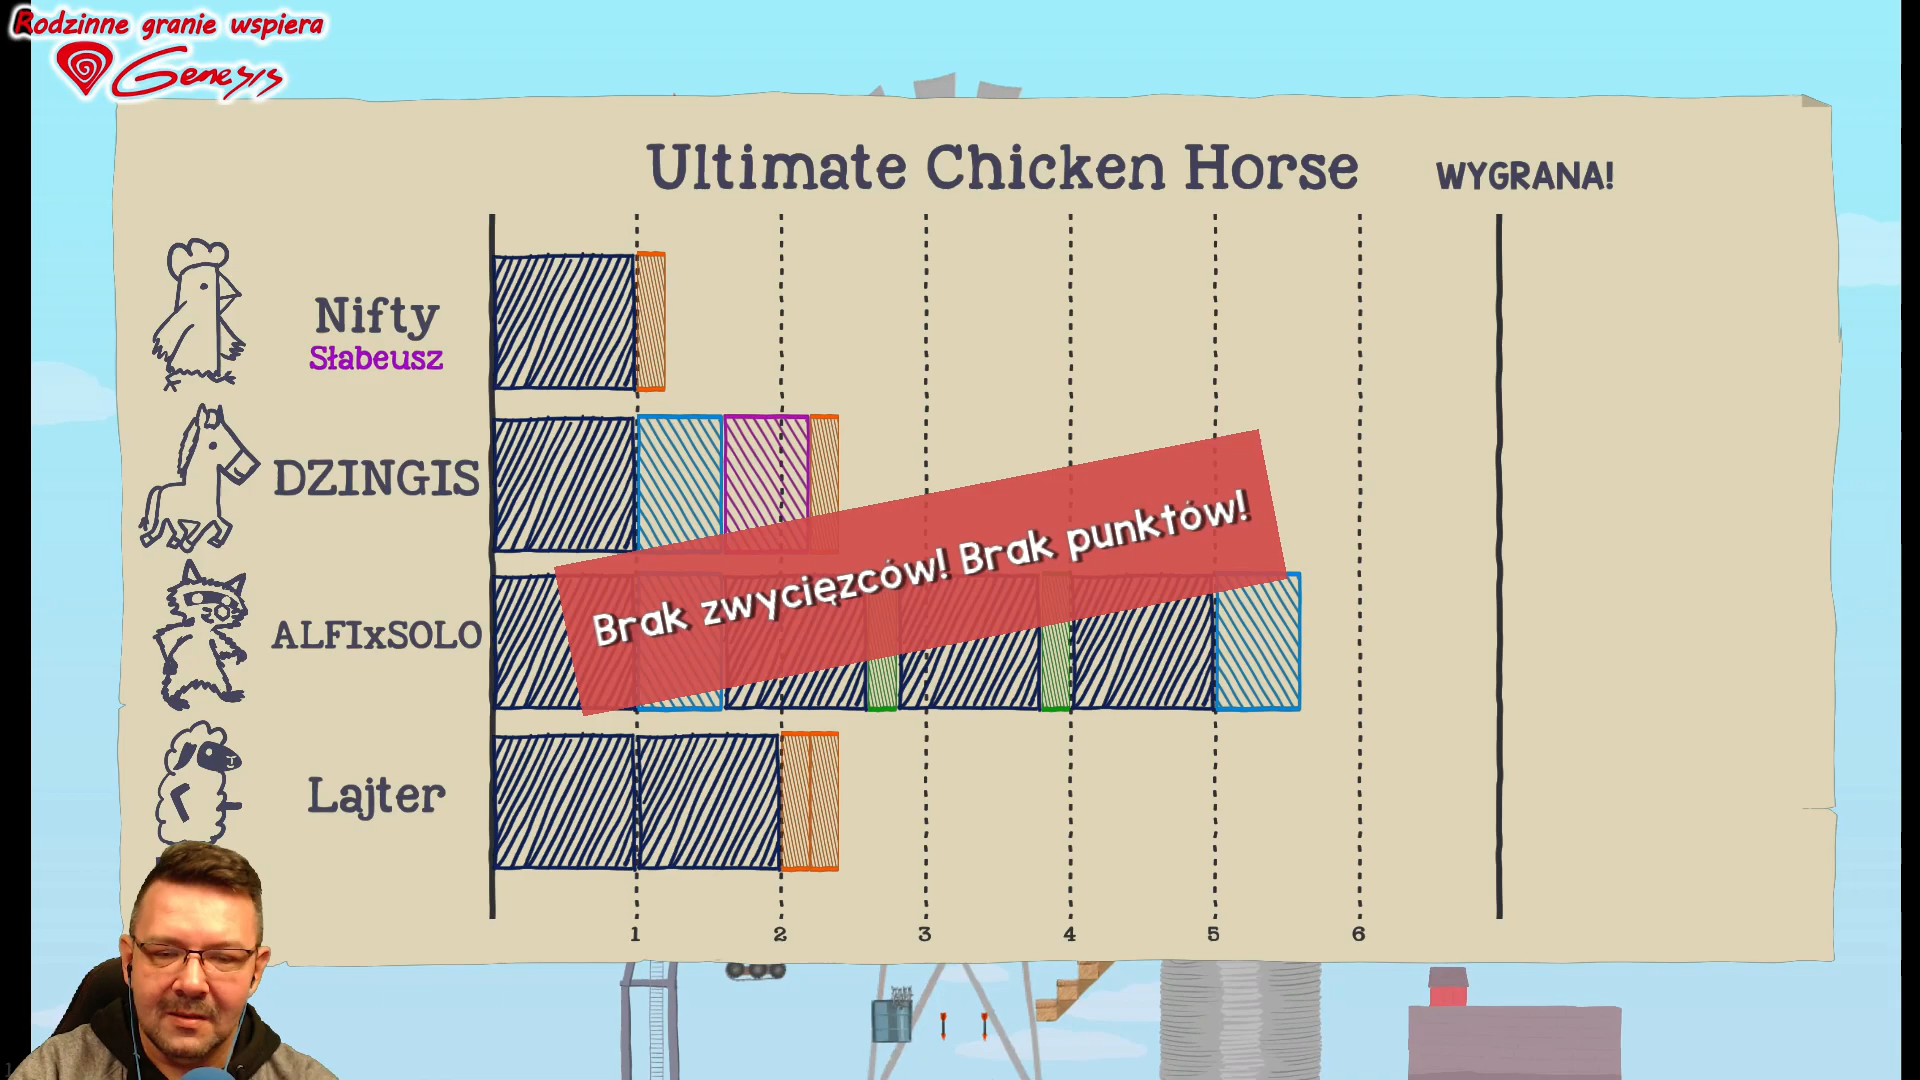 Rodzinne granie wspiera
Genesis
Ultimate Chicken Horse
WYGRANA!
Nifty
Słabeusz
DZINGIS
Brak zwycięzców! Brak punktów!
ALFIxSOLO
Lajter
1 2 3 4 5 6